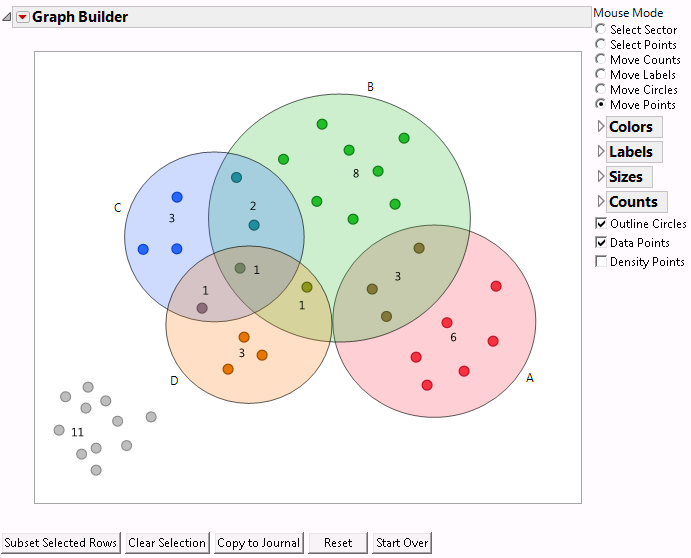 Graph Builder
Mouse Mode
Select Sector
Select Points
Move Counts
Move Labels
Move Circles
Move Points
Colors
Labels
Sizes
Counts
Outline Circles
Data Points
Density Points
B
8
C
3
2
1
1
1
3
3
6
D
A
11
Subset Selected Rows
Clear Selection
Copy to Journal
Reset
Start Over